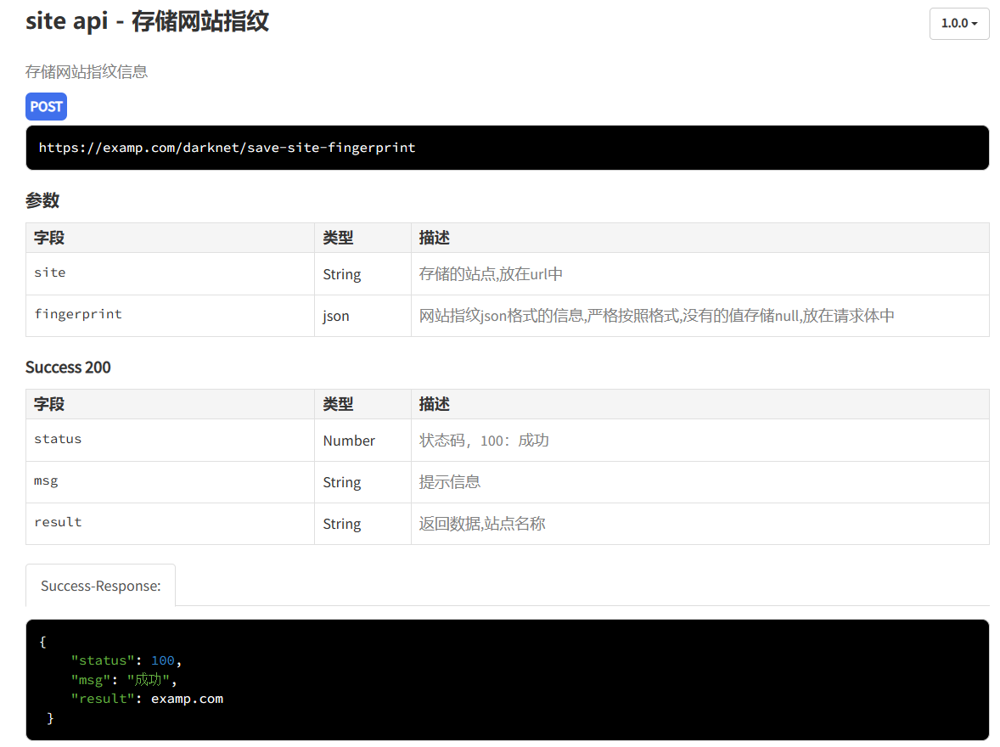 site api - 存储网站指纹
1.0.0
存储网站指纹信息
POST
https://examp.com/darknet/save-site-fingerprint
参数
字段 类型 描述
site String 存储的站点,放在url中
fingerprint json 网站指纹json格式的信息,严格按照格式,没有的值存储null,放在请求体中
Success 200
字段 类型 描述
status Number 状态码，100：成功
msg String 提示信息
result String 返回数据,站点名称
Success-Response:
{
"status": 100,
"msg": "成功",
"result": examp.com
}